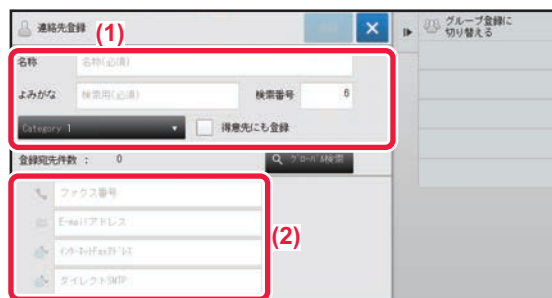 連絡先登録
(1)
登録
グループ登録に
切り替える
名称 名称(必須)
よみがな 検索用(必須) 検索番号 6
Category 1 得意先にも登録
登録宛先件数 : 0 グローバル検索
ファクス番号
E-mailアドレス
(2)
インターネットFaxアドレス
ダイレクトSMTP